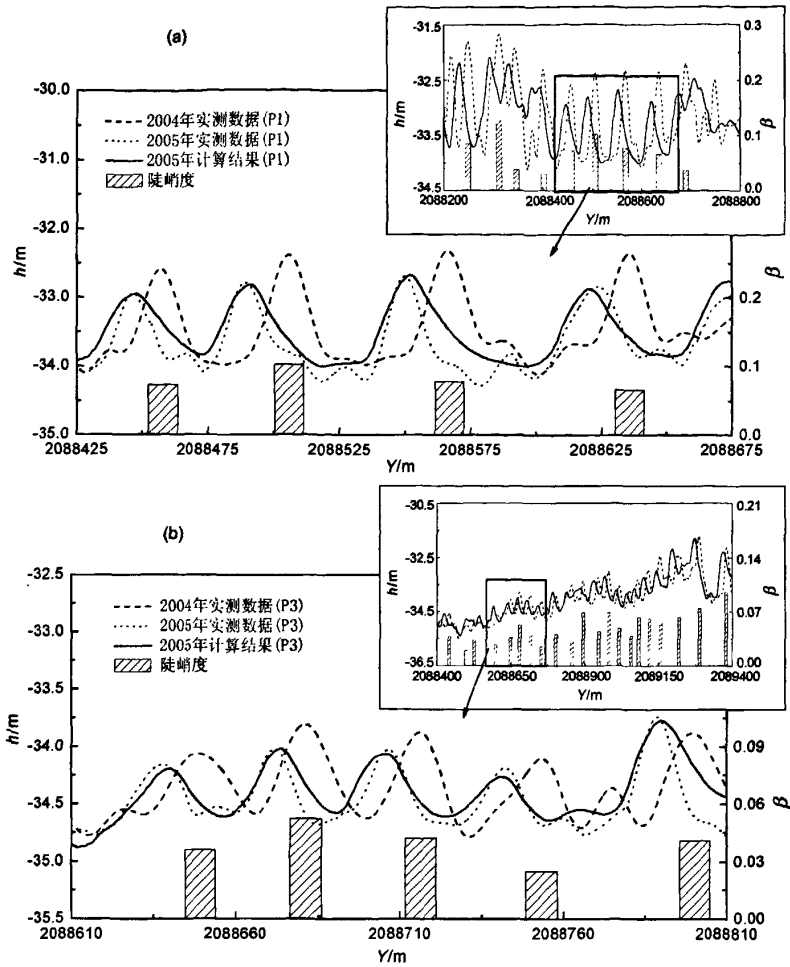 (a)
-31.5
-32.5
-33.5
-34.5
h/m
0.3
0.2
0.1
0.0
β
2088200
2088400
2088600
2088800
Y/m
-30.0
-31.0
-32.0
-33.0
-34.0
-35.0
h/m
2004年实测数据(P1)
2005年实测数据(P1)
2005年计算结果(P1)
陡峭度
0.2
0.1
0.0
β
2088425
2088475
2088525
2088575
2088625
2088675
Y/m
(b)
-30.5
-32.5
-34.5
-36.5
h/m
0.21
0.14
0.07
0.00
β
2088400
2088650
2088900
2089150
2089400
Y/m
-32.5
-33.0
-33.5
-34.0
-34.5
-35.0
-35.5
h/m
2004年实测数据(P3)
2005年实测数据(P3)
2005年计算结果(P3)
陡峭度
0.09
0.06
0.03
0.00
β
2088610
2088660
2088710
2088760
2088810
Y/m